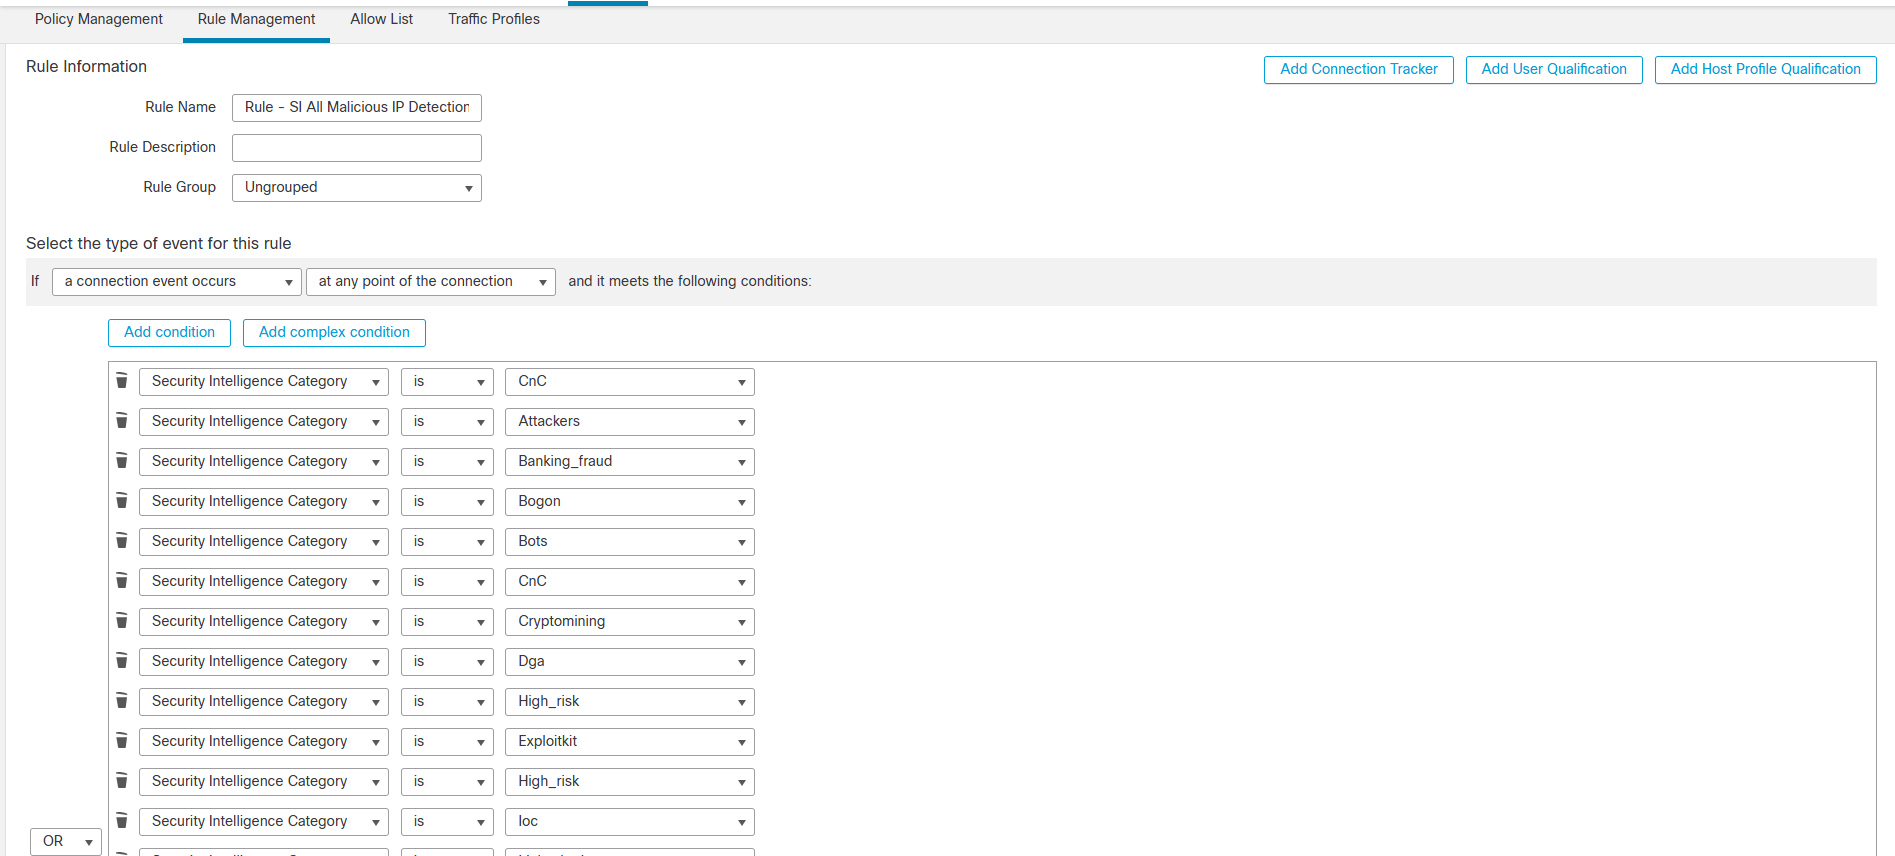 Policy Management Rule Management Allow List Traffic Profiles
Rule Information
Add Connection Tracker Add User Qualification Add Host Profile Qualification
Rule Name Rule - SI All Malicious IP Detection
Rule Description
Rule Group Ungrouped
Select the type of event for this rule
If a connection event occurs at any point of the connection and it meets the following conditions:
Add condition Add complex condition
Security Intelligence Category is CnC
Security Intelligence Category is Attackers
Security Intelligence Category is Banking_fraud
Security Intelligence Category is Bogon
Security Intelligence Category is Bots
Security Intelligence Category is CnC
Security Intelligence Category is Cryptomining
Security Intelligence Category is Dga
Security Intelligence Category is High_risk
Security Intelligence Category is Exploitkit
Security Intelligence Category is High_risk
Security Intelligence Category is Ioc
OR